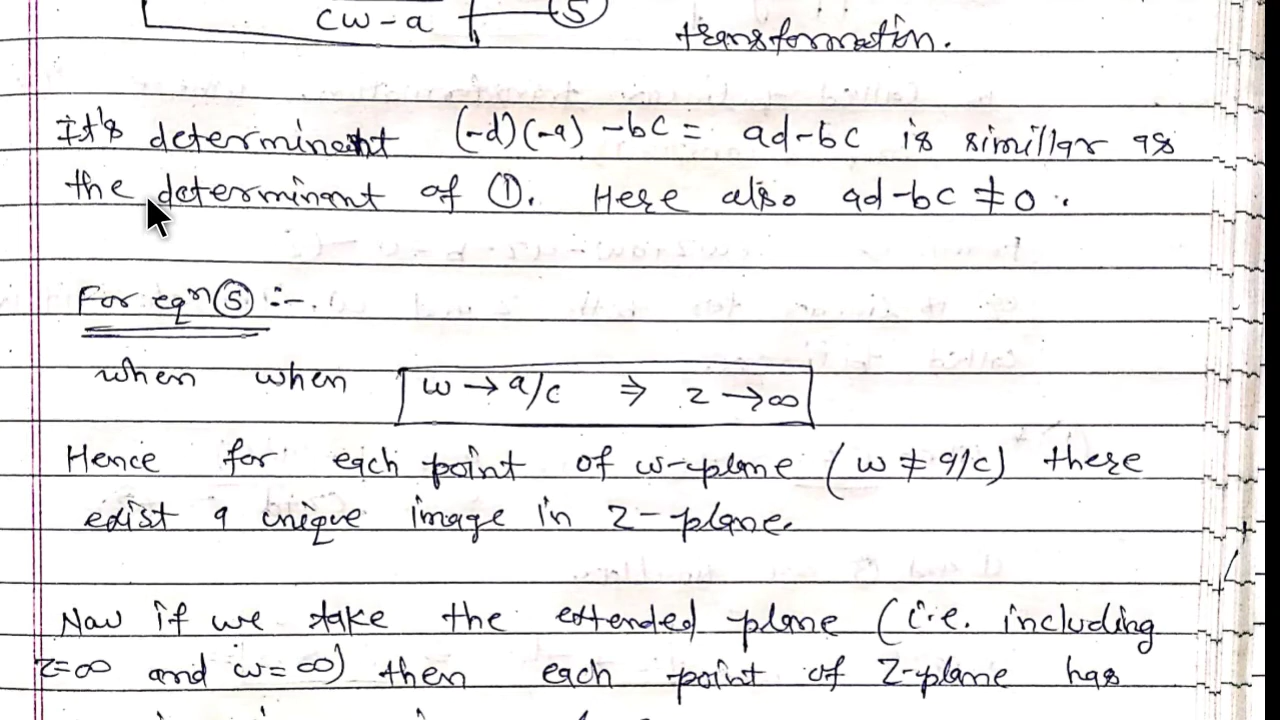 cw-a ⑤ transformation.
It's determinant (-d)(-a) -bc = ad-bc is simillar as
the determinant of ①. Here also ad-bc ≠ 0.
For eqⁿ ⑤ :-.
when when w → a/c ⇒ z → ∞
Hence for each point of w-plane (w ≠ a/c) there
exist a unique image in z-plane.
Now if we take the extended plane (i.e. including
z=∞ and w=∞) then each point of z-plane has